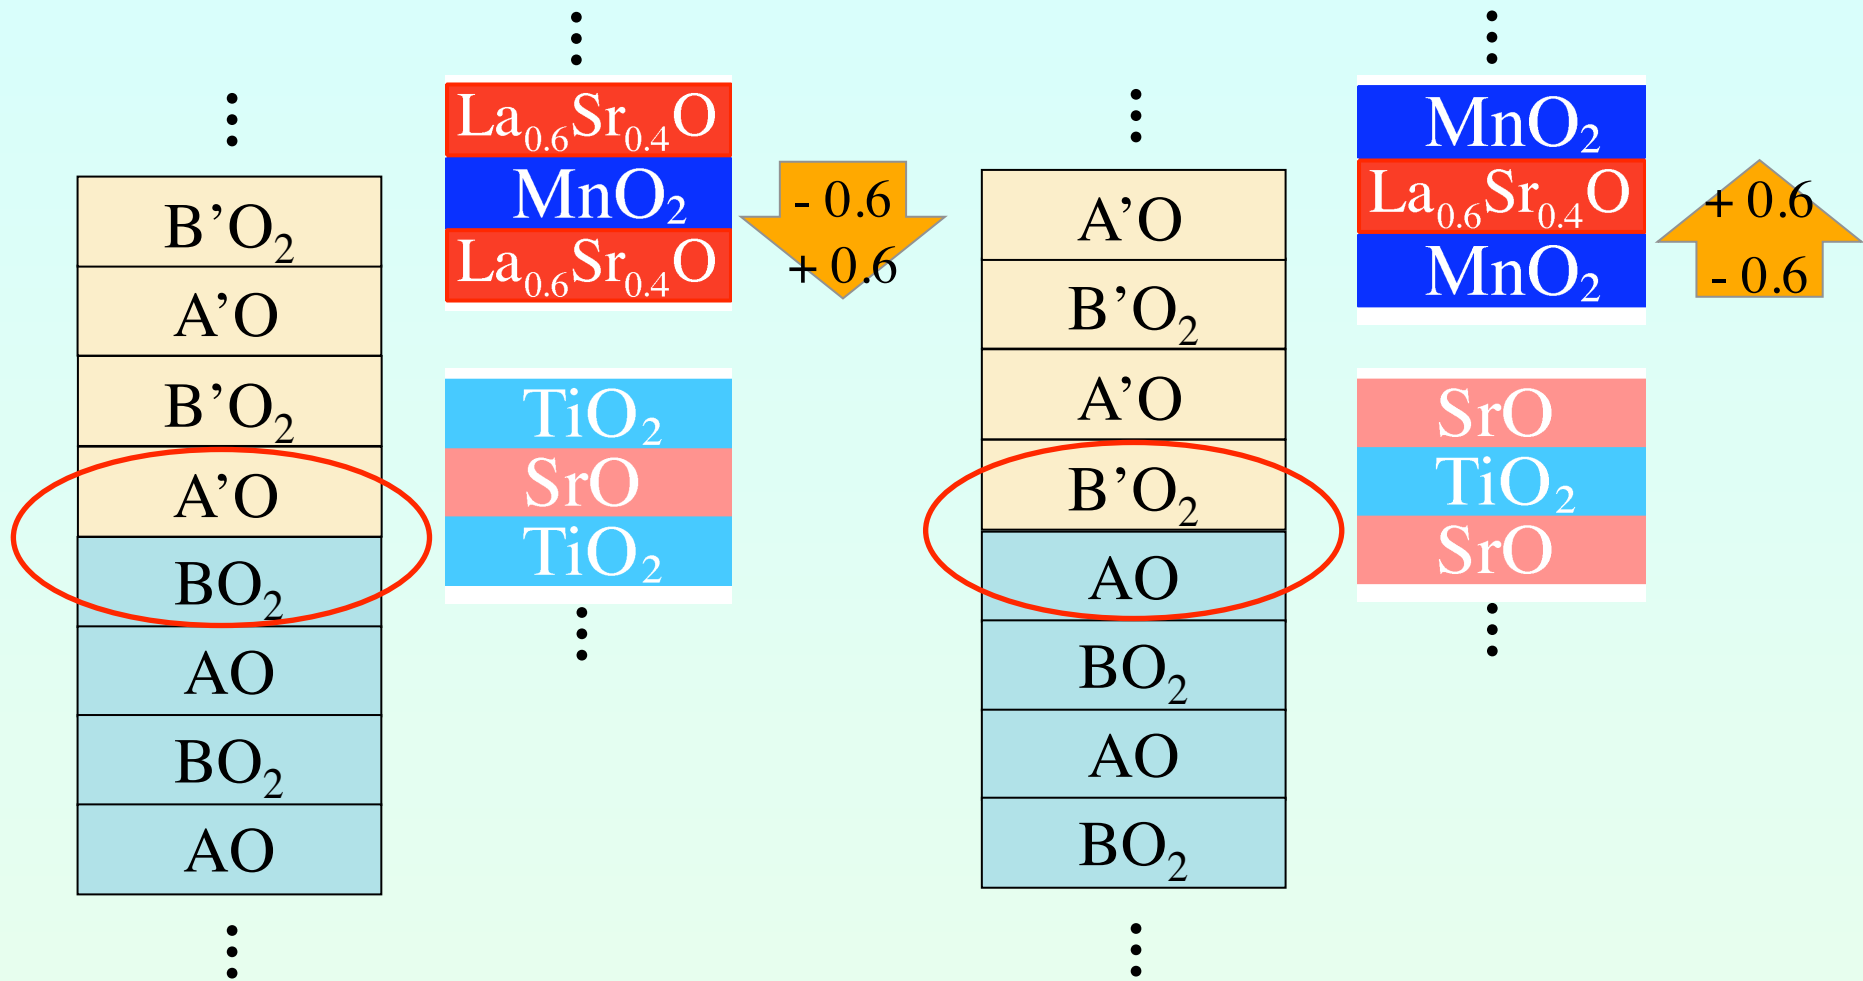 B’O₂
A’O
B’O₂
A’O
BO₂
AO
BO₂
AO
La₀.₆Sr₀.₄O
MnO₂
La₀.₆Sr₀.₄O
- 0.6
+ 0.6
TiO₂
SrO
TiO₂
A’O
B’O₂
A’O
B’O₂
AO
BO₂
AO
BO₂
MnO₂
La₀.₆Sr₀.₄O
MnO₂
+ 0.6
- 0.6
SrO
TiO₂
SrO